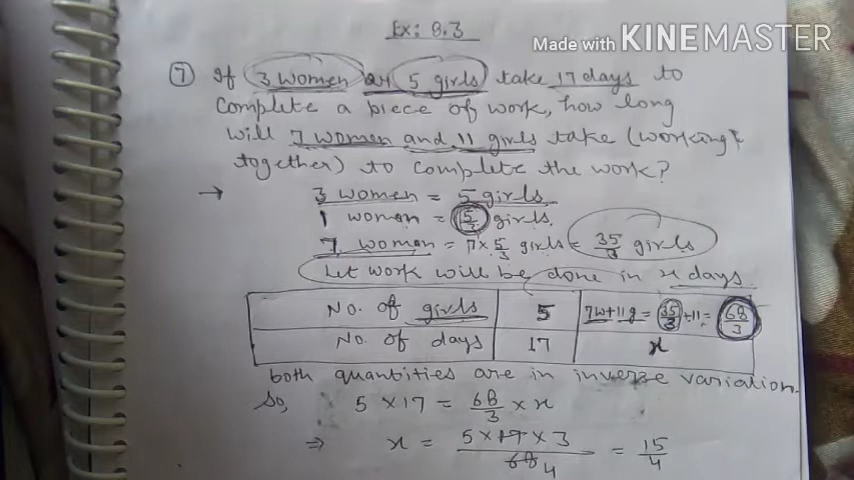 Ex: 8.3
Made with KINEMASTER
⑦ If 3 women or 5 girls take 17 days to
complete a piece of work, how long
will 7 women and 11 girls take (working
together) to complete the work?
→ 3 women = 5 girls.
1 women = 5/3 girls.
7 women = 7 × 5/3 girls = 35/3 girls
Let work will be done in x days.
No. of girls 5 7w+11g = 35/3 + 11 = 68/3
No. of days 17 x
both quantities are in inverse variation.
So, 5 × 17 = 68/3 × x
⇒ x = 5 × 17 × 3 / 68 4 = 15/4